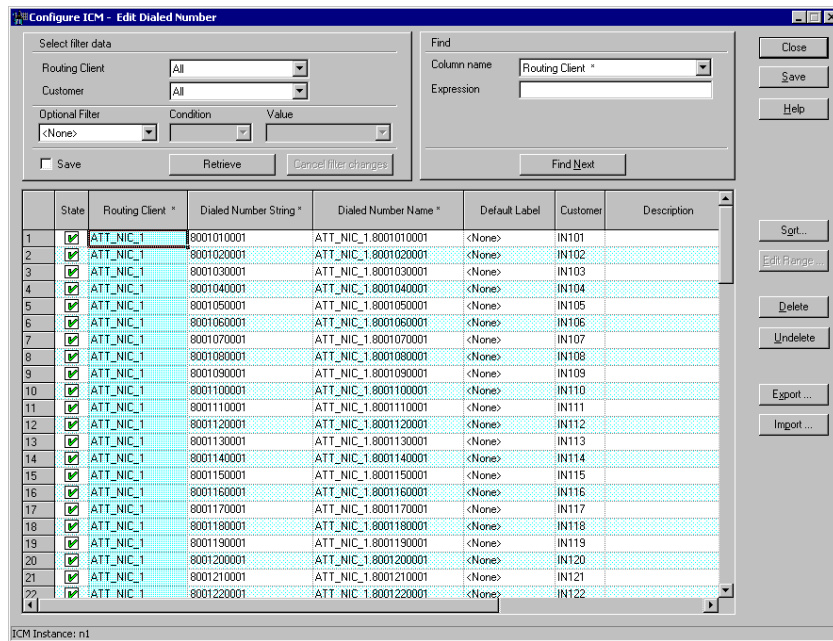 Configure ICM - Edit Dialed Number
Select filter data
Routing Client All
Customer All
Optional Filter Condition Value
<None>
Save Retrieve Cancel filter changes
Find
Column name Routing Client *
Expression
Find Next
Close
Save
Help
State Routing Client * Dialed Number String * Dialed Number Name * Default Label Customer Description
1 ATT_NIC_1 8001010001 ATT_NIC_1.8001010001 <None> IN101
2 ATT_NIC_1 8001020001 ATT_NIC_1.8001020001 <None> IN102
3 ATT_NIC_1 8001030001 ATT_NIC_1.8001030001 <None> IN103
4 ATT_NIC_1 8001040001 ATT_NIC_1.8001040001 <None> IN104
5 ATT_NIC_1 8001050001 ATT_NIC_1.8001050001 <None> IN105
6 ATT_NIC_1 8001060001 ATT_NIC_1.8001060001 <None> IN106
7 ATT_NIC_1 8001070001 ATT_NIC_1.8001070001 <None> IN107
8 ATT_NIC_1 8001080001 ATT_NIC_1.8001080001 <None> IN108
9 ATT_NIC_1 8001090001 ATT_NIC_1.8001090001 <None> IN109
10 ATT_NIC_1 8001100001 ATT_NIC_1.8001100001 <None> IN110
11 ATT_NIC_1 8001110001 ATT_NIC_1.8001110001 <None> IN111
12 ATT_NIC_1 8001120001 ATT_NIC_1.8001120001 <None> IN112
13 ATT_NIC_1 8001130001 ATT_NIC_1.8001130001 <None> IN113
14 ATT_NIC_1 8001140001 ATT_NIC_1.8001140001 <None> IN114
15 ATT_NIC_1 8001150001 ATT_NIC_1.8001150001 <None> IN115
16 ATT_NIC_1 8001160001 ATT_NIC_1.8001160001 <None> IN116
17 ATT_NIC_1 8001170001 ATT_NIC_1.8001170001 <None> IN117
18 ATT_NIC_1 8001180001 ATT_NIC_1.8001180001 <None> IN118
19 ATT_NIC_1 8001190001 ATT_NIC_1.8001190001 <None> IN119
20 ATT_NIC_1 8001200001 ATT_NIC_1.8001200001 <None> IN120
21 ATT_NIC_1 8001210001 ATT_NIC_1.8001210001 <None> IN121
22 ATT_NIC_1 8001220001 ATT_NIC_1.8001220001 <None> IN122
Sort...
Edit Range ...
Delete
Undelete
Export ...
Import ...
ICM Instance: n1